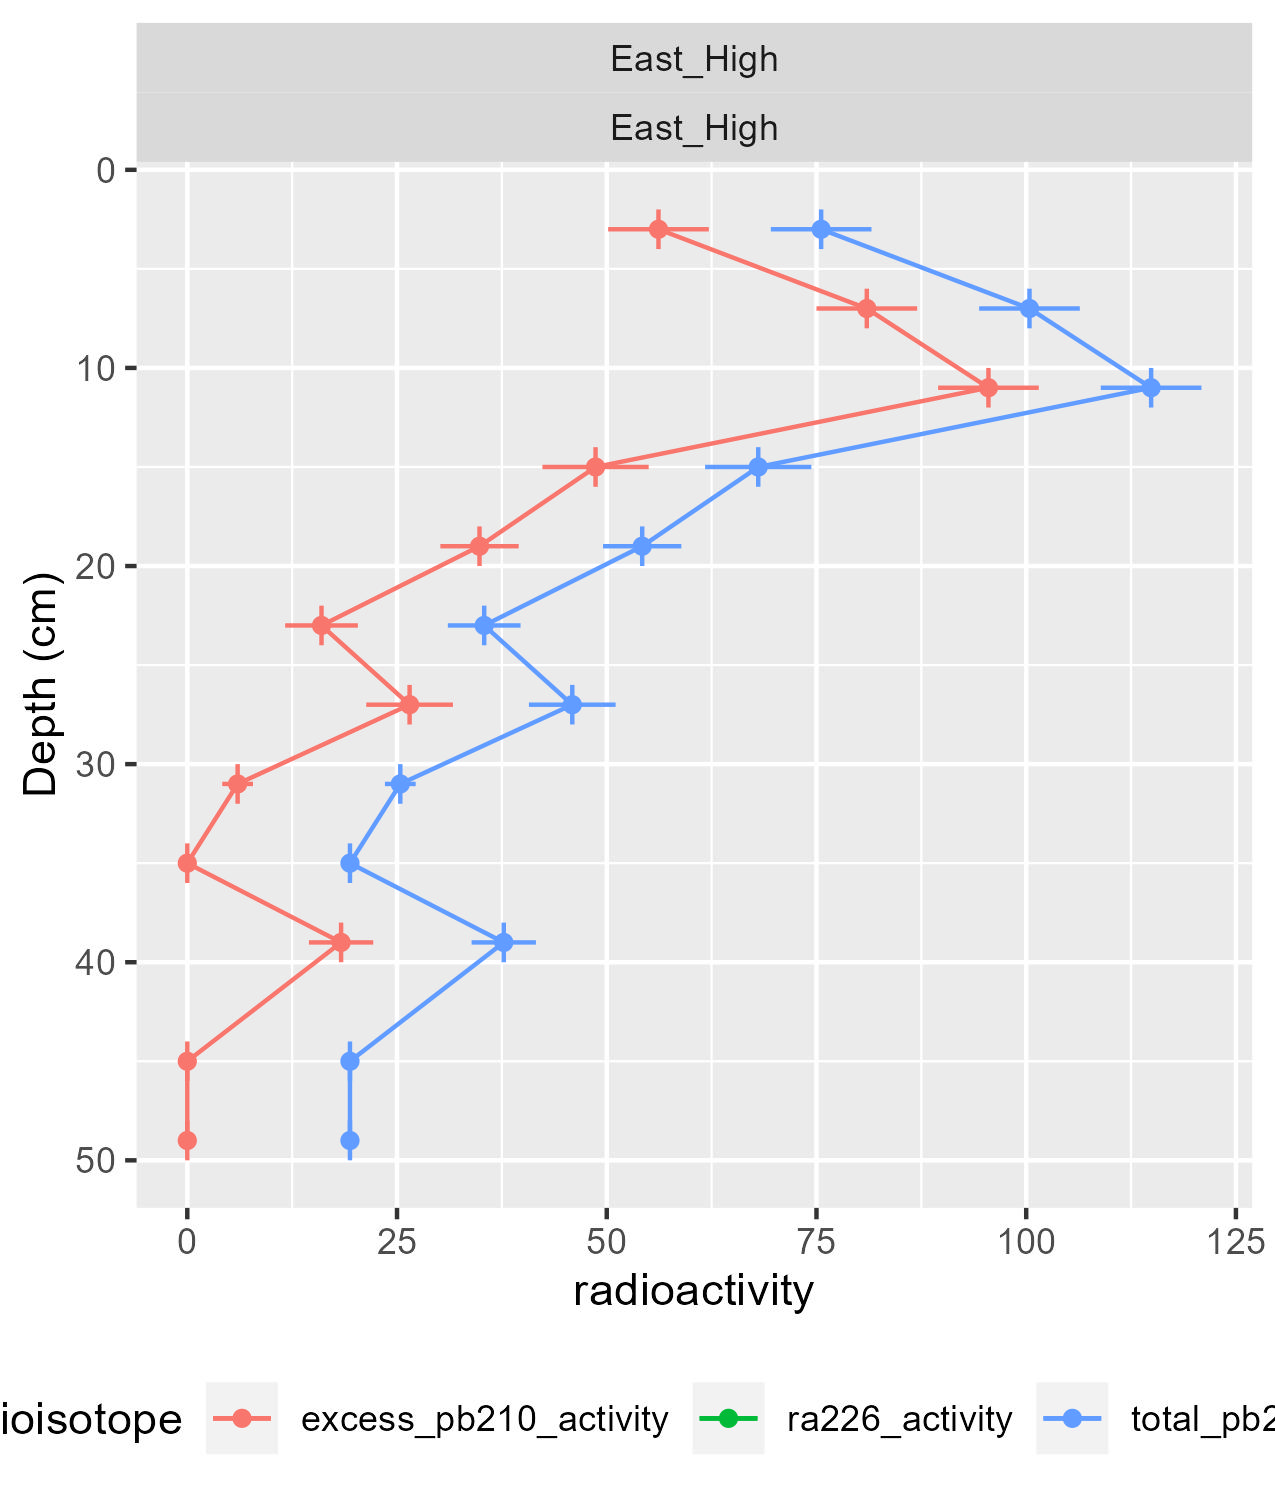 East_High
East_High
0
10
20
30
40
50
Depth (cm)
0 25 50 75 100 125
radioactivity
ioisotope excess_pb210_activity ra226_activity total_pb2